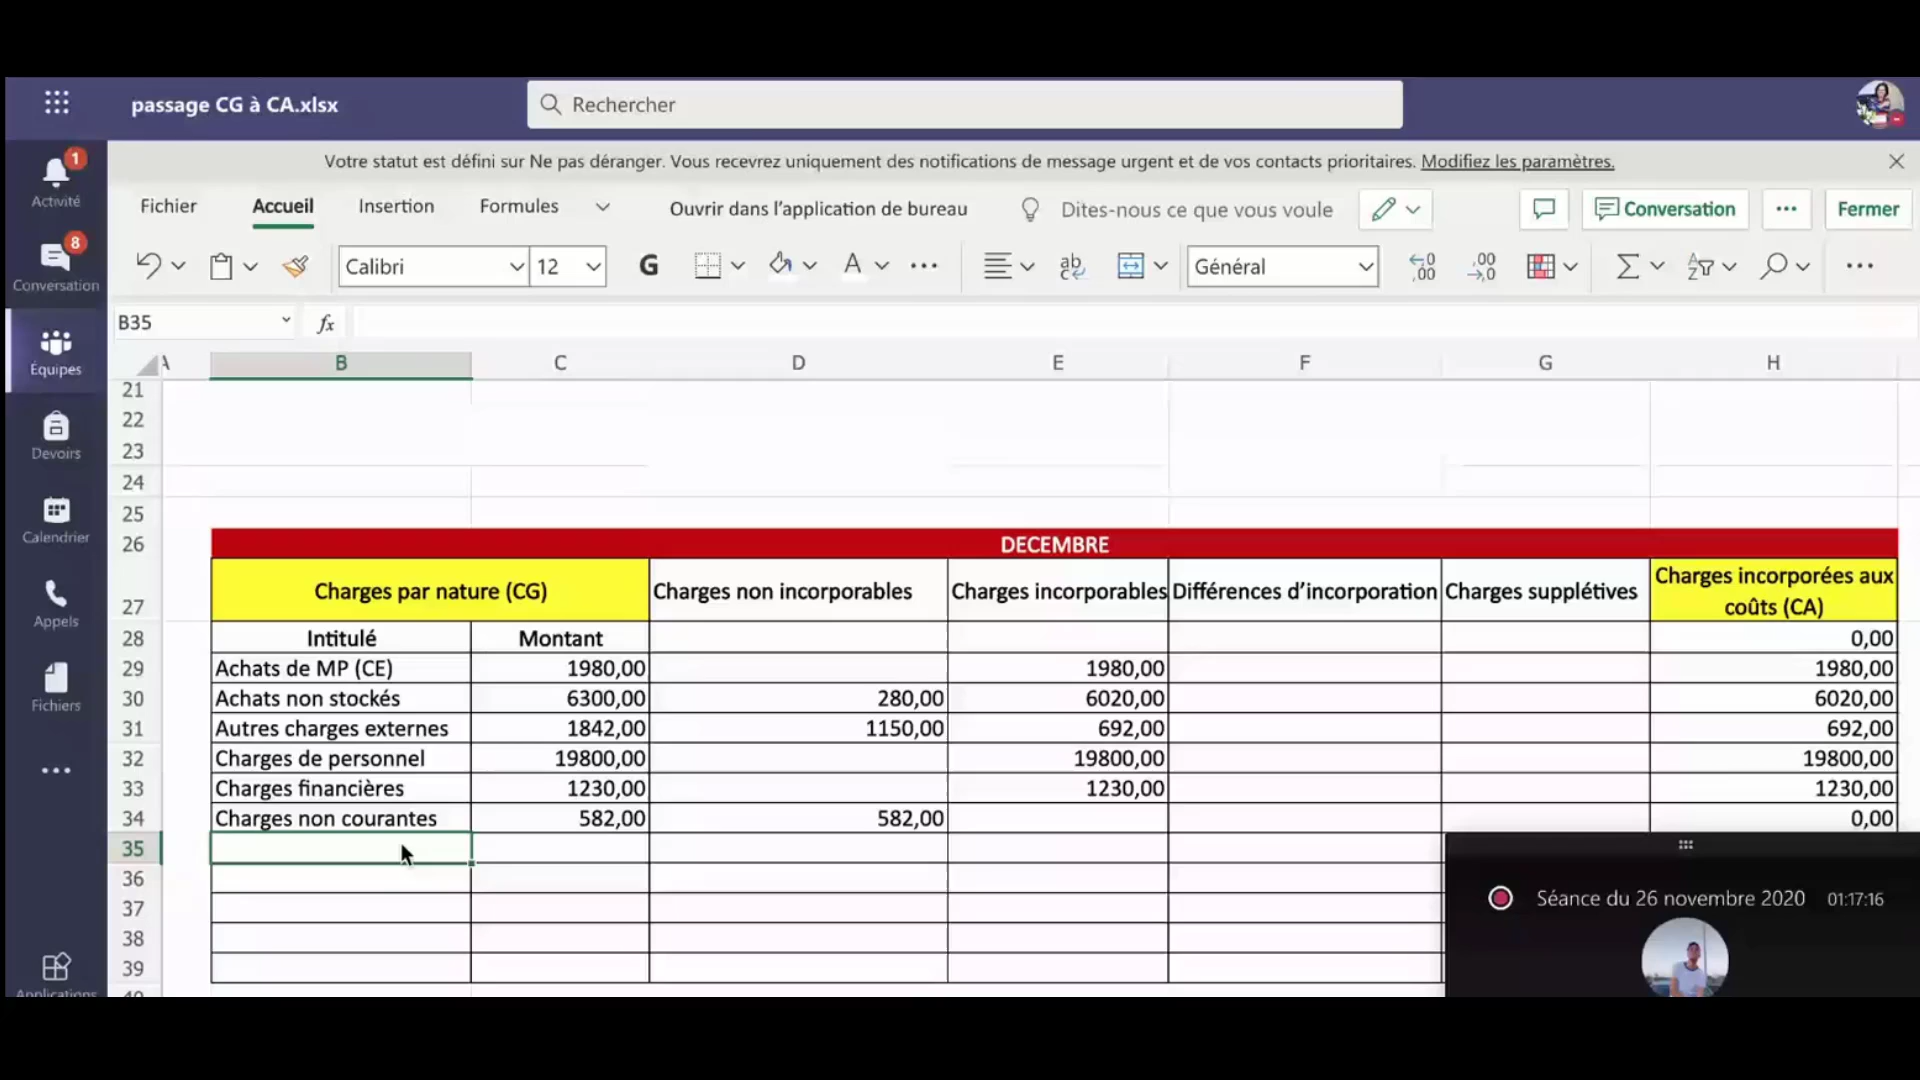 passage CG à CA.xlsx
Rechercher
Votre statut est défini sur Ne pas déranger. Vous recevrez uniquement des notifications de message urgent et de vos contacts prioritaires. Modifiez les paramètres.
1
Activité
8
Conversation
Équipes
Devoirs
Calendrier
Appels
Fichiers
Applications
Fichier Accueil Insertion Formules Ouvrir dans l'application de bureau Dites-nous ce que vous voule Conversation Fermer
Calibri 12 G A ab Général
B35 fx
A B C D E F G H
21
22
23
24
25
26 DECEMBRE
27 Charges par nature (CG) Charges non incorporables Charges incorporables Différences d'incorporation Charges supplétives Charges incorporées aux coûts (CA)
28 Intitulé Montant 0,00
29 Achats de MP (CE) 1980,00 1980,00 1980,00
30 Achats non stockés 6300,00 280,00 6020,00 6020,00
31 Autres charges externes 1842,00 1150,00 692,00 692,00
32 Charges de personnel 19800,00 19800,00 19800,00
33 Charges financières 1230,00 1230,00 1230,00
34 Charges non courantes 582,00 582,00 0,00
35
36
37
38
39
Séance du 26 novembre 2020 01:17:16